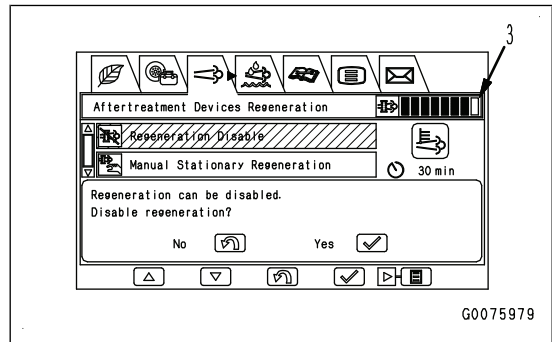 3
Aftertreatment Devices Regeneration
Regeneration Disable
Manual Stationary Regeneration
30 min
Regeneration can be disabled.
Disable regeneration?
No Yes
G0075979